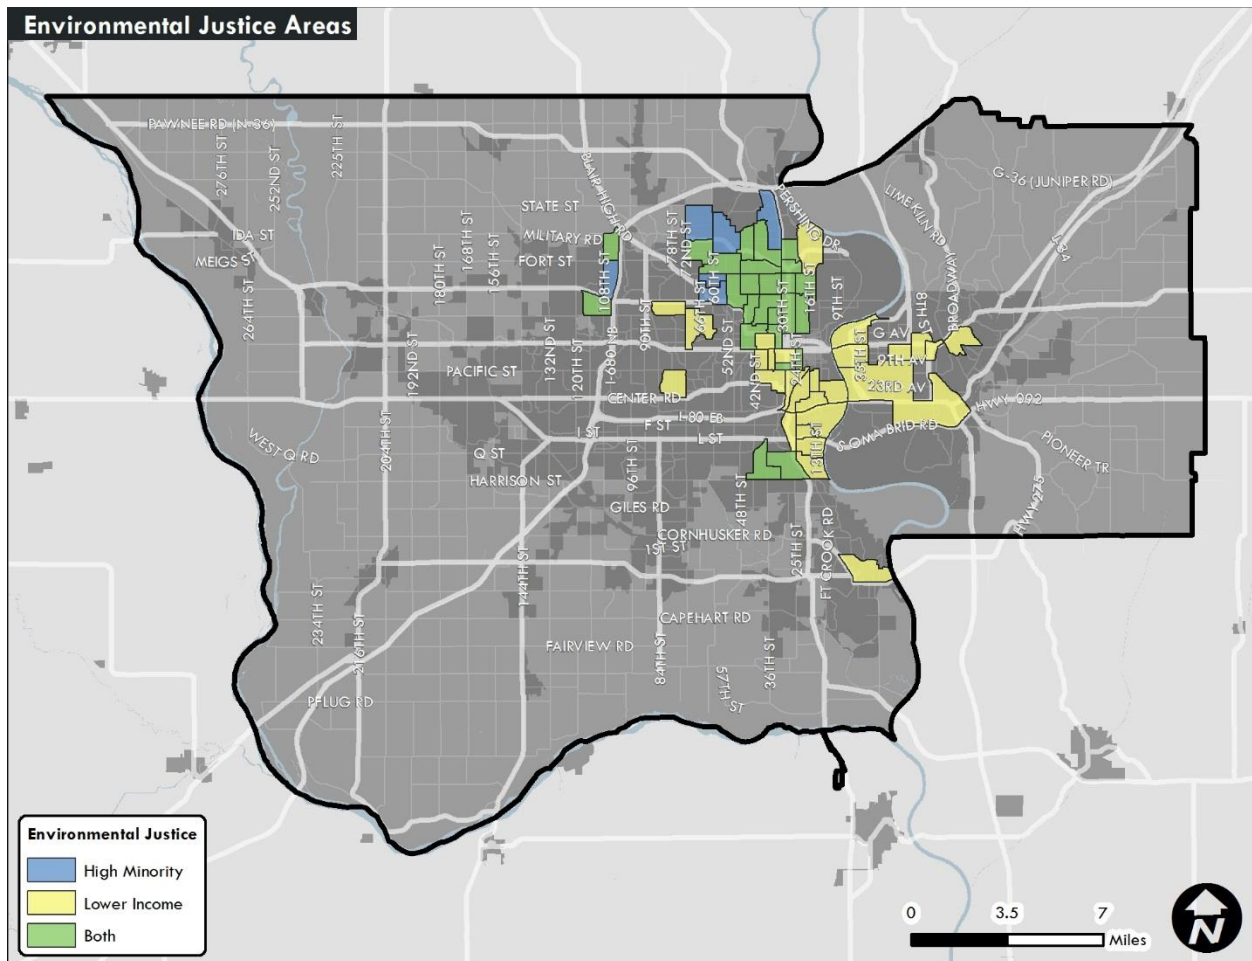 Environmental Justice Areas
PAWNEE RD (N-36)
276TH ST
252ND ST
225TH ST
BLAIR HIGH RD
STATE ST
MILITARY RD
FORT ST
IDA ST
MEIGS ST
264TH ST
180TH ST
168TH ST
156TH ST
108TH ST
78TH ST
72ND ST
60TH ST
66TH ST
PERSHING DR
LIME KILN RD
G-36 (JUNIPER RD)
I-84
BROADWAY
8TH ST
30TH ST
16TH ST
9TH ST
G AV
9TH AV
35TH ST
23RD AV
192ND ST
132ND ST
120TH ST
I-680 NB
90TH ST
52ND ST
42ND ST
24TH ST
PACIFIC ST
CENTER RD
I-80 EB
F ST
I ST
L ST
HWY 092
S OMA BRID RD
PIONEER TR
HWY 275
WEST Q RD
204TH ST
Q ST
HARRISON ST
96TH ST
13TH ST
48TH ST
GILES RD
CORNHUSKER RD
1ST ST
25TH ST
FT CROOK RD
144TH ST
234TH ST
216TH ST
CAPEHART RD
FAIRVIEW RD
84TH ST
57TH ST
36TH ST
PFLUG RD
Environmental Justice
High Minority
Lower Income
Both
0 3.5 7
Miles
N